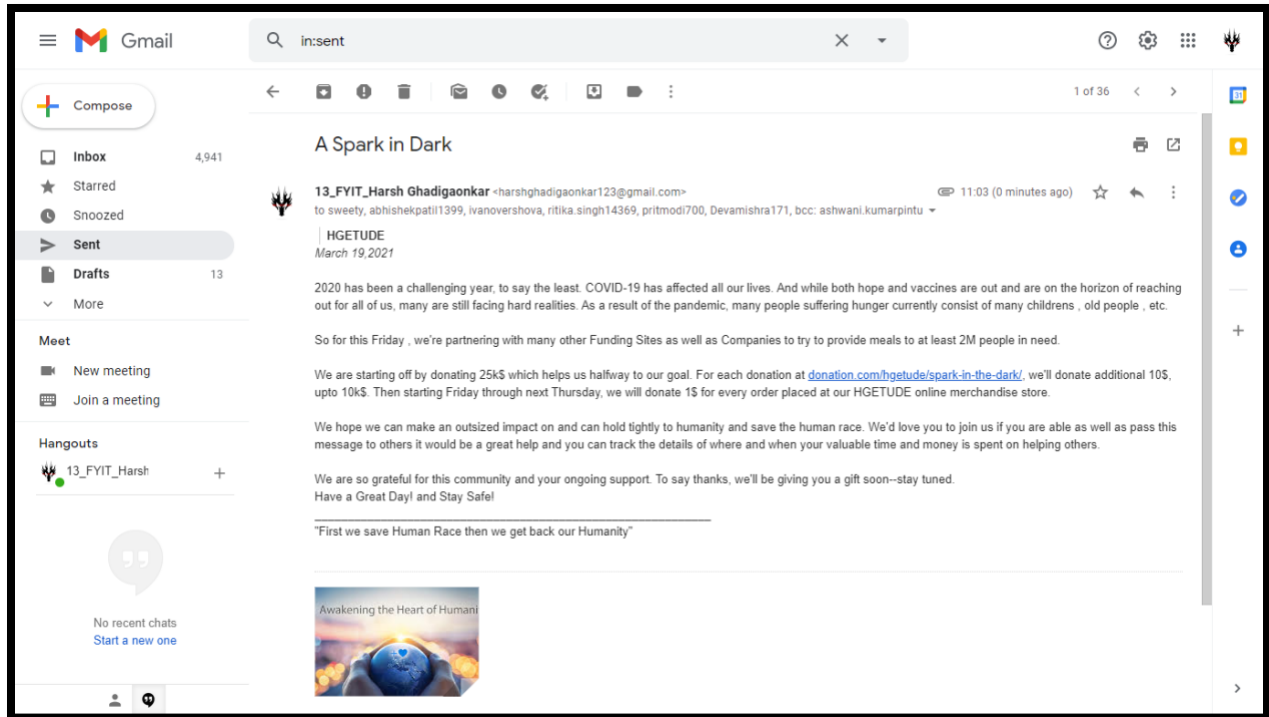 Gmail
in:sent
Compose
1 of 36
31
A Spark in Dark
Inbox 4,941
Starred
Snoozed
Sent
Drafts 13
More
Meet
New meeting
Join a meeting
Hangouts
13_FYIT_Harsh
No recent chats
Start a new one
13_FYIT_Harsh Ghadigaonkar <harshghadigaonkar123@gmail.com>
11:03 (0 minutes ago)
to sweety, abhishekpatil1399, ivanovershova, ritika.singh14369, pritmodi700, Devamishra171, bcc: ashwani.kumarpintu
HGETUDE
March 19,2021
2020 has been a challenging year, to say the least. COVID-19 has affected all our lives. And while both hope and vaccines are out and are on the horizon of reaching
out for all of us, many are still facing hard realities. As a result of the pandemic, many people suffering hunger currently consist of many childrens , old people , etc.
So for this Friday , we're partnering with many other Funding Sites as well as Companies to try to provide meals to at least 2M people in need.
We are starting off by donating 25k$ which helps us halfway to our goal. For each donation at donation.com/hgetude/spark-in-the-dark/, we'll donate additional 10$,
upto 10k$. Then starting Friday through next Thursday, we will donate 1$ for every order placed at our HGETUDE online merchandise store.
We hope we can make an outsized impact on and can hold tightly to humanity and save the human race. We'd love you to join us if you are able as well as pass this
message to others it would be a great help and you can track the details of where and when your valuable time and money is spent on helping others.
We are so grateful for this community and your ongoing support. To say thanks, we'll be giving you a gift soon--stay tuned.
Have a Great Day! and Stay Safe!
"First we save Human Race then we get back our Humanity"
Awakening the Heart of Humani